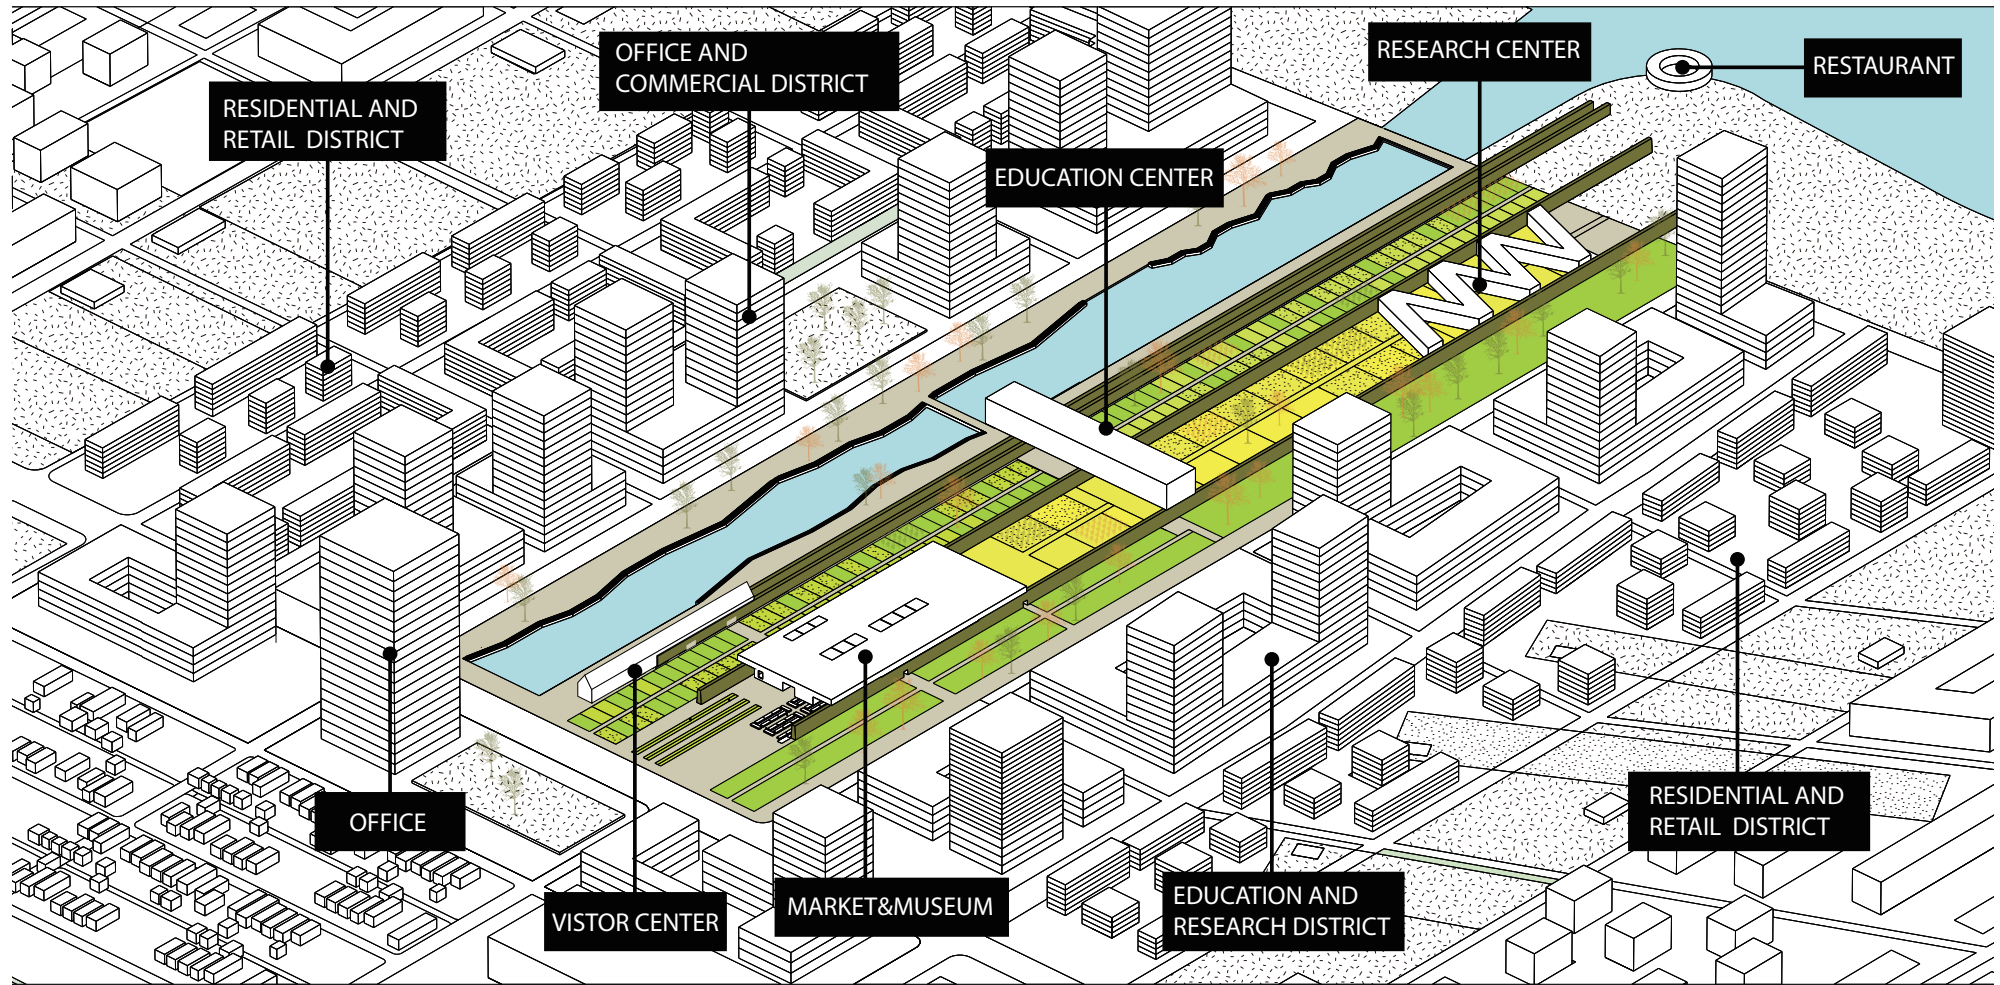 OFFICE AND
COMMERCIAL DISTRICT
RESEARCH CENTER
RESTAURANT
RESIDENTIAL AND
RETAIL DISTRICT
EDUCATION CENTER
OFFICE
RESIDENTIAL AND
RETAIL DISTRICT
VISTOR CENTER
MARKET&MUSEUM
EDUCATION AND
RESEARCH DISTRICT